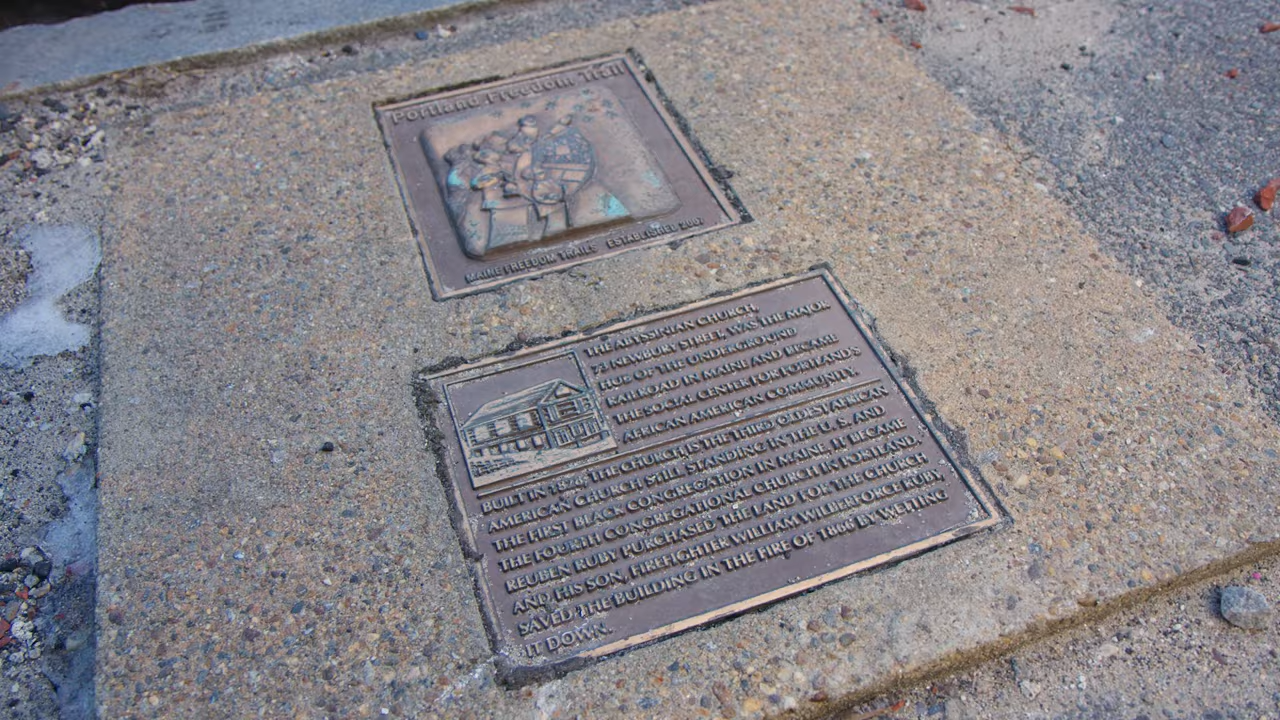 Portland Freedom Trail
MAINE FREEDOM TRAILS ESTABLISHED 2007
THE ABYSSINIAN CHURCH,
73 NEWBURY STREET, WAS THE MAJOR
HUB OF THE UNDERGROUND
RAILROAD IN MAINE AND BECAME
THE SOCIAL CENTER FOR PORTLAND'S
AFRICAN AMERICAN COMMUNITY.
BUILT IN 1828, THE CHURCH IS THE THIRD OLDEST AFRICAN
AMERICAN CHURCH STILL STANDING IN THE U. S. AND
THE FIRST BLACK CONGREGATION IN MAINE, IT BECAME
THE FOURTH CONGREGATIONAL CHURCH IN PORTLAND.
REUBEN RUBY PURCHASED THE LAND FOR THE CHURCH
AND HIS SON, FIREFIGHTER WILLIAM WILBERFORCE RUBY
SAVED THE BUILDING IN THE FIRE OF 1866 BY WETTING
IT DOWN.